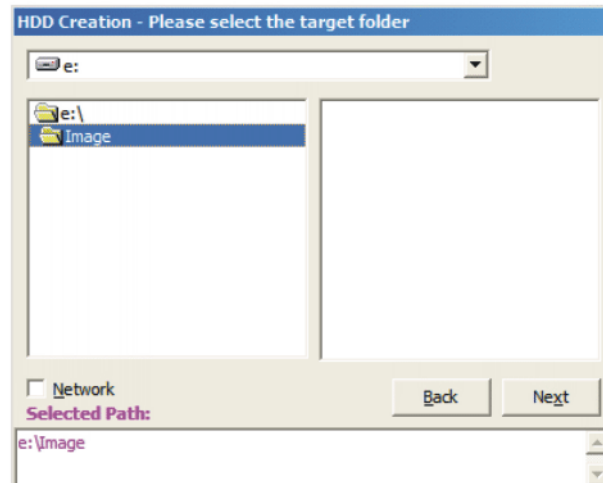 HDD Creation - Please select the target folder
e:
e:\
Image
Network
Back
Next
Selected Path:
e:\Image